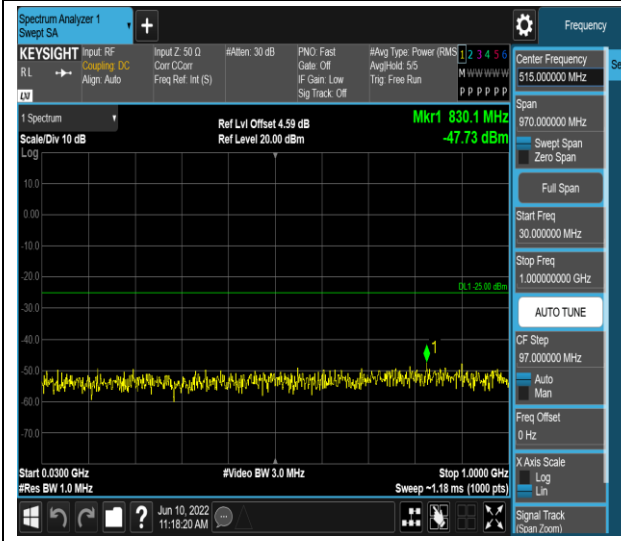 Spectrum Analyzer 1
Swept SA
+
Frequency
KEYSIGHT
RL
LXI
Input: RF
Coupling: DC
Align: Auto
Input Z: 50 Ω
Corr CCorr
Freq Ref: Int (S)
#Atten: 30 dB
PNO: Fast
Gate: Off
IF Gain: Low
Sig Track: Off
#Avg Type: Power (RMS
Avg|Hold: 5/5
Trig: Free Run
1 2 3 4 5 6
M W W W W W
P P P P P P
1 Spectrum
Scale/Div 10 dB
Log
Ref Lvl Offset 4.59 dB
Ref Level 20.00 dBm
Mkr1 830.1 MHz
-47.73 dBm
10.0
0.00
-10.0
-20.0
DL1 -25.00 dBm
-30.0
-40.0
1
-50.0
-60.0
-70.0
Start 0.0300 GHz
#Res BW 1.0 MHz
#Video BW 3.0 MHz
Stop 1.0000 GHz
Sweep ~1.18 ms (1000 pts)
?
Jun 10, 2022
11:18:20 AM
Center Frequency
515.000000 MHz
Se
Span
970.000000 MHz
Swept Span
Zero Span
Full Span
Start Freq
30.000000 MHz
Stop Freq
1.000000000 GHz
AUTO TUNE
CF Step
97.000000 MHz
Auto
Man
Freq Offset
0 Hz
X Axis Scale
Log
Lin
Signal Track
(Span Zoom)